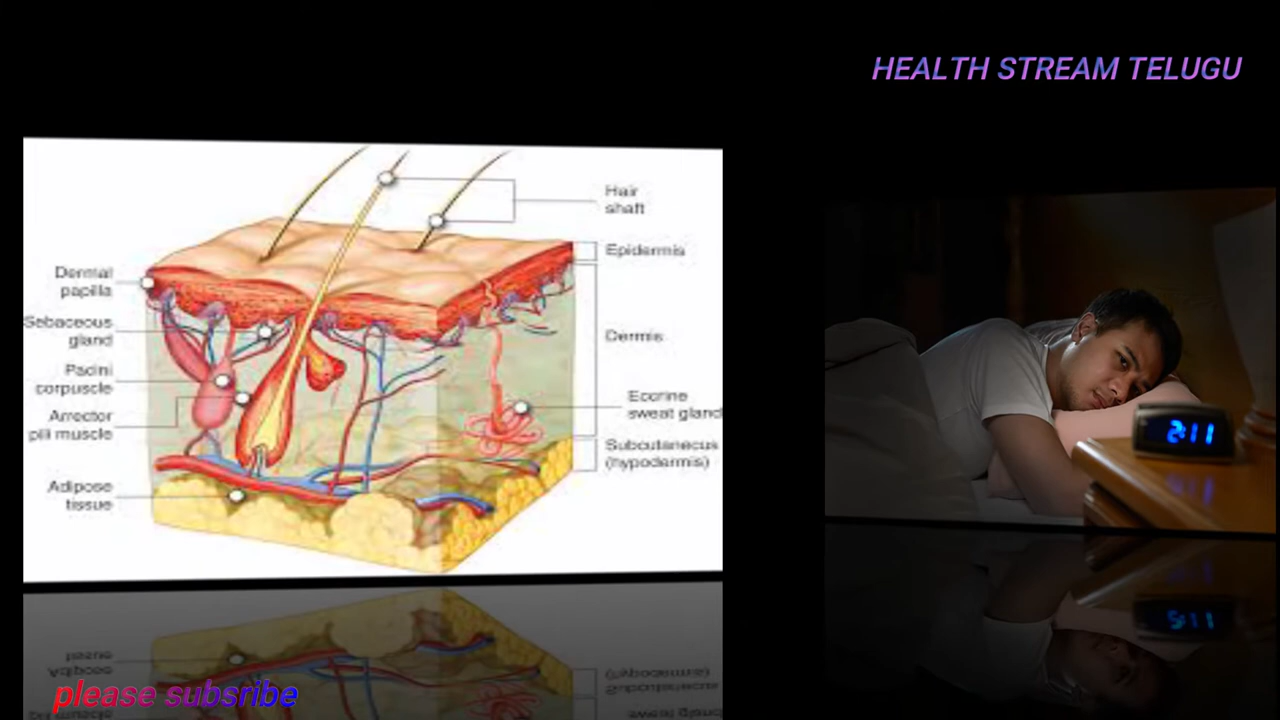 HEALTH STREAM TELUGU
Hair
shaft
Epidermis
Dermal
papilla
Sebaceous
gland
Dermis
Pacini
corpuscle
Arrector
pili muscle
Eccrine
sweat gland
Subcutaneous
(hypodermis)
Adipose
tissue
2:11
please subsribe